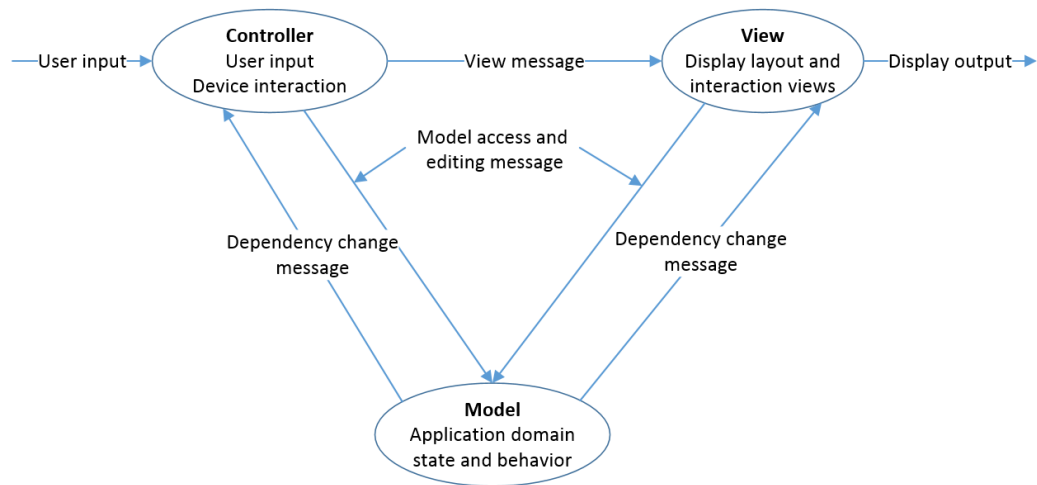 Controller
User input
Device interaction
View
Display layout and
interaction views
User input
View message
Display output
Model access and
editing message
Dependency change
message
Dependency change
message
Model
Application domain
state and behavior